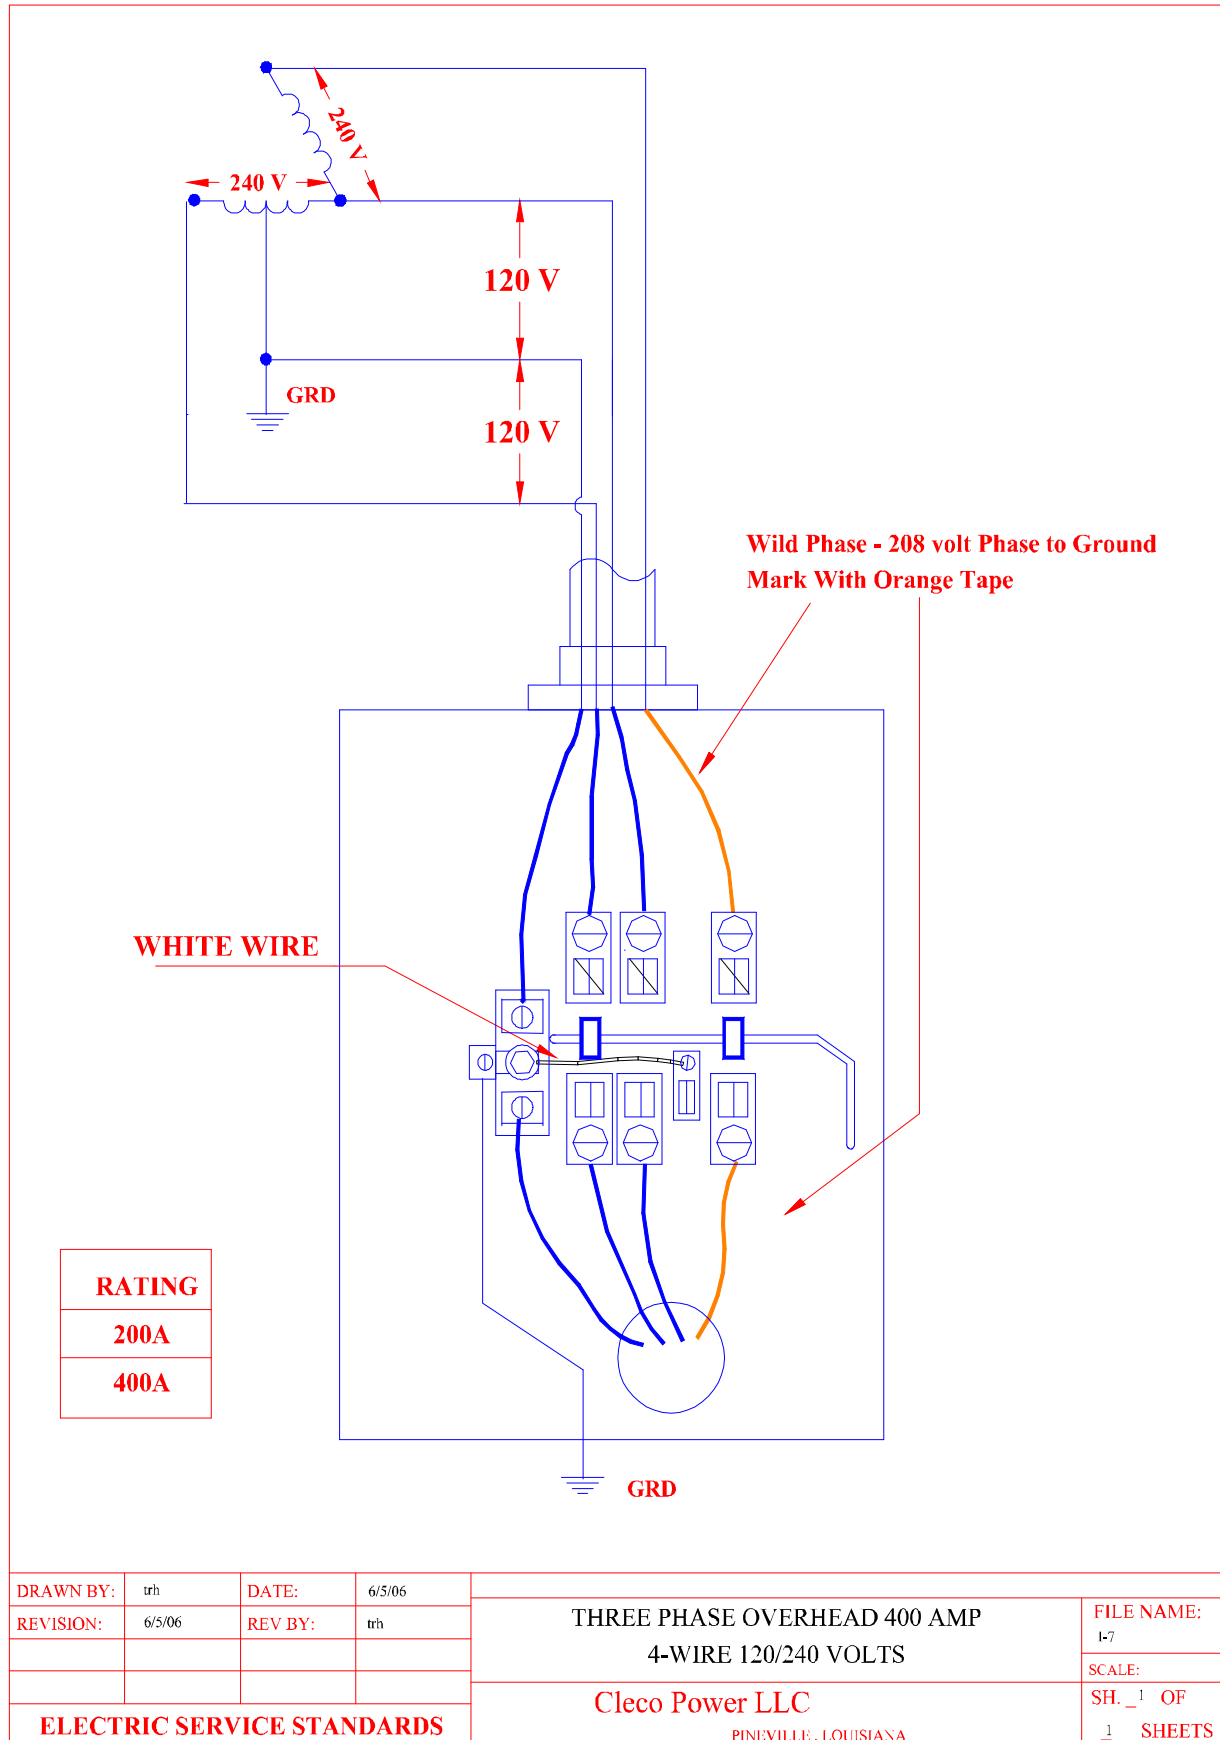 240 V
240 V
120 V
GRD
120 V
Wild Phase - 208 volt Phase to Ground
Mark With Orange Tape
WHITE WIRE
RATING
200A
400A
GRD
DRAWN BY: trh DATE: 6/5/06
REVISION: 6/5/06 REV BY: trh
ELECTRIC SERVICE STANDARDS
THREE PHASE OVERHEAD 400 AMP
4-WIRE 120/240 VOLTS
Cleco Power LLC
PINEVILLE , LOUISIANA
FILE NAME:
I-7
SCALE:
SH. _1 OF
1 SHEETS